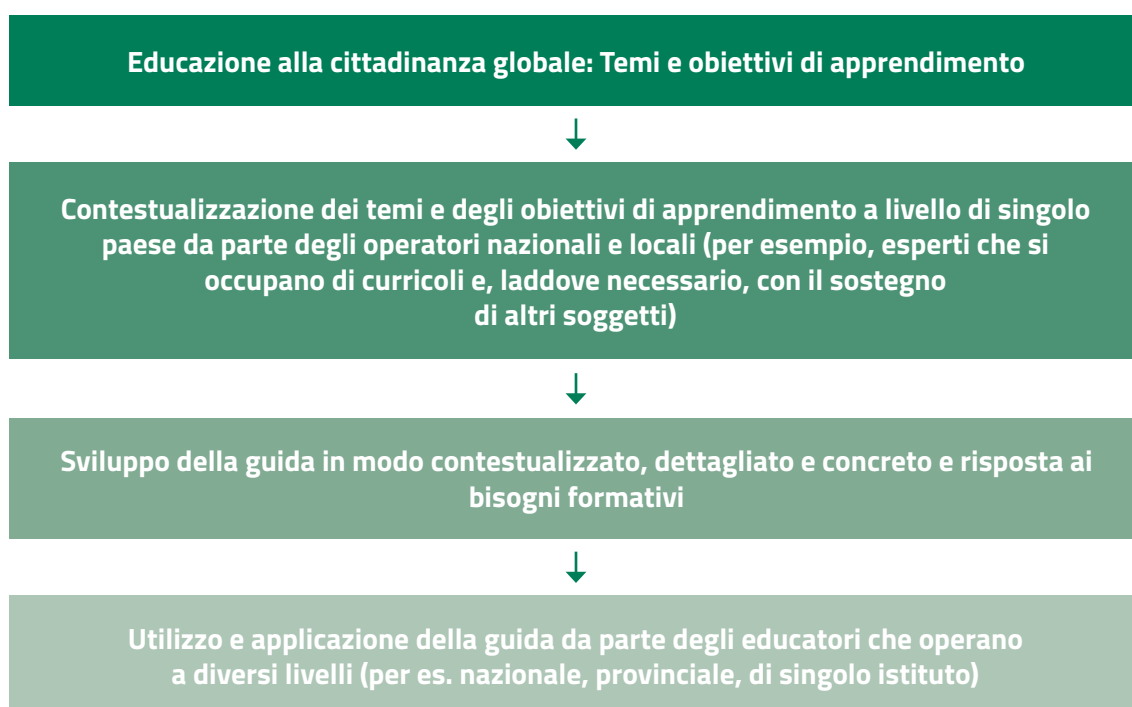 Educazione alla cittadinanza globale: Temi e obiettivi di apprendimento
Contestualizzazione dei temi e degli obiettivi di apprendimento a livello di singolo
paese da parte degli operatori nazionali e locali (per esempio, esperti che si
occupano di curricoli e, laddove necessario, con il sostegno
di altri soggetti)
Sviluppo della guida in modo contestualizzato, dettagliato e concreto e risposta ai
bisogni formativi
Utilizzo e applicazione della guida da parte degli educatori che operano
a diversi livelli (per es. nazionale, provinciale, di singolo istituto)